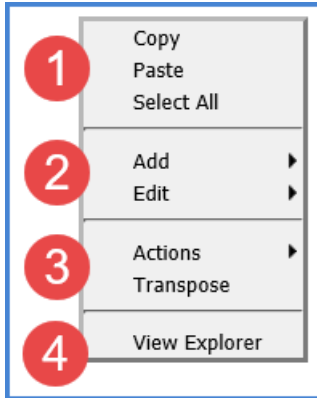 1
Copy
Paste
Select All
2
Add
Edit
3
Actions
Transpose
4
View Explorer